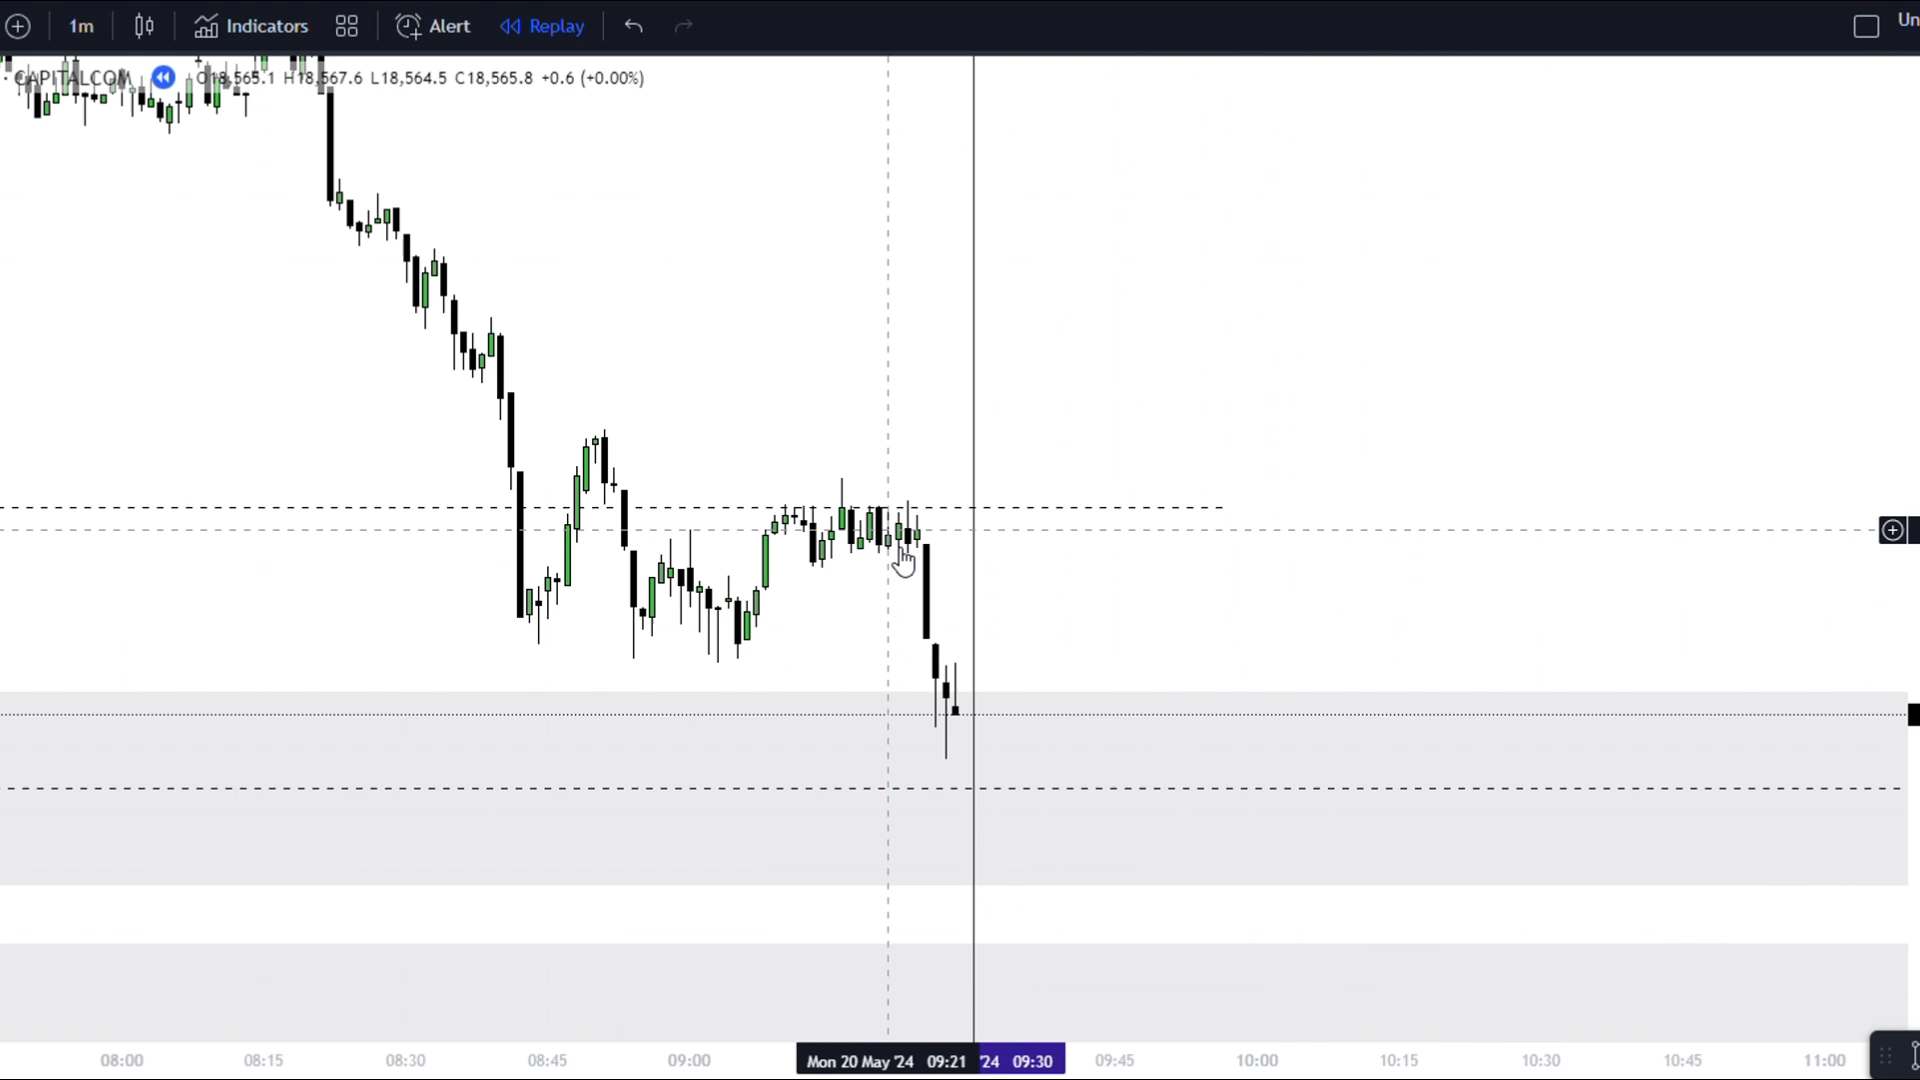 1m Indicators Alert Replay Un
· CAPITALCOM O18,565.1 H18,567.6 L18,564.5 C18,565.8 +0.6 (+0.00%)
08:00 08:15 08:30 08:45 09:00 Mon 20 May '24 09:21 '24 09:30 09:45 10:00 10:15 10:30 10:45 11:00